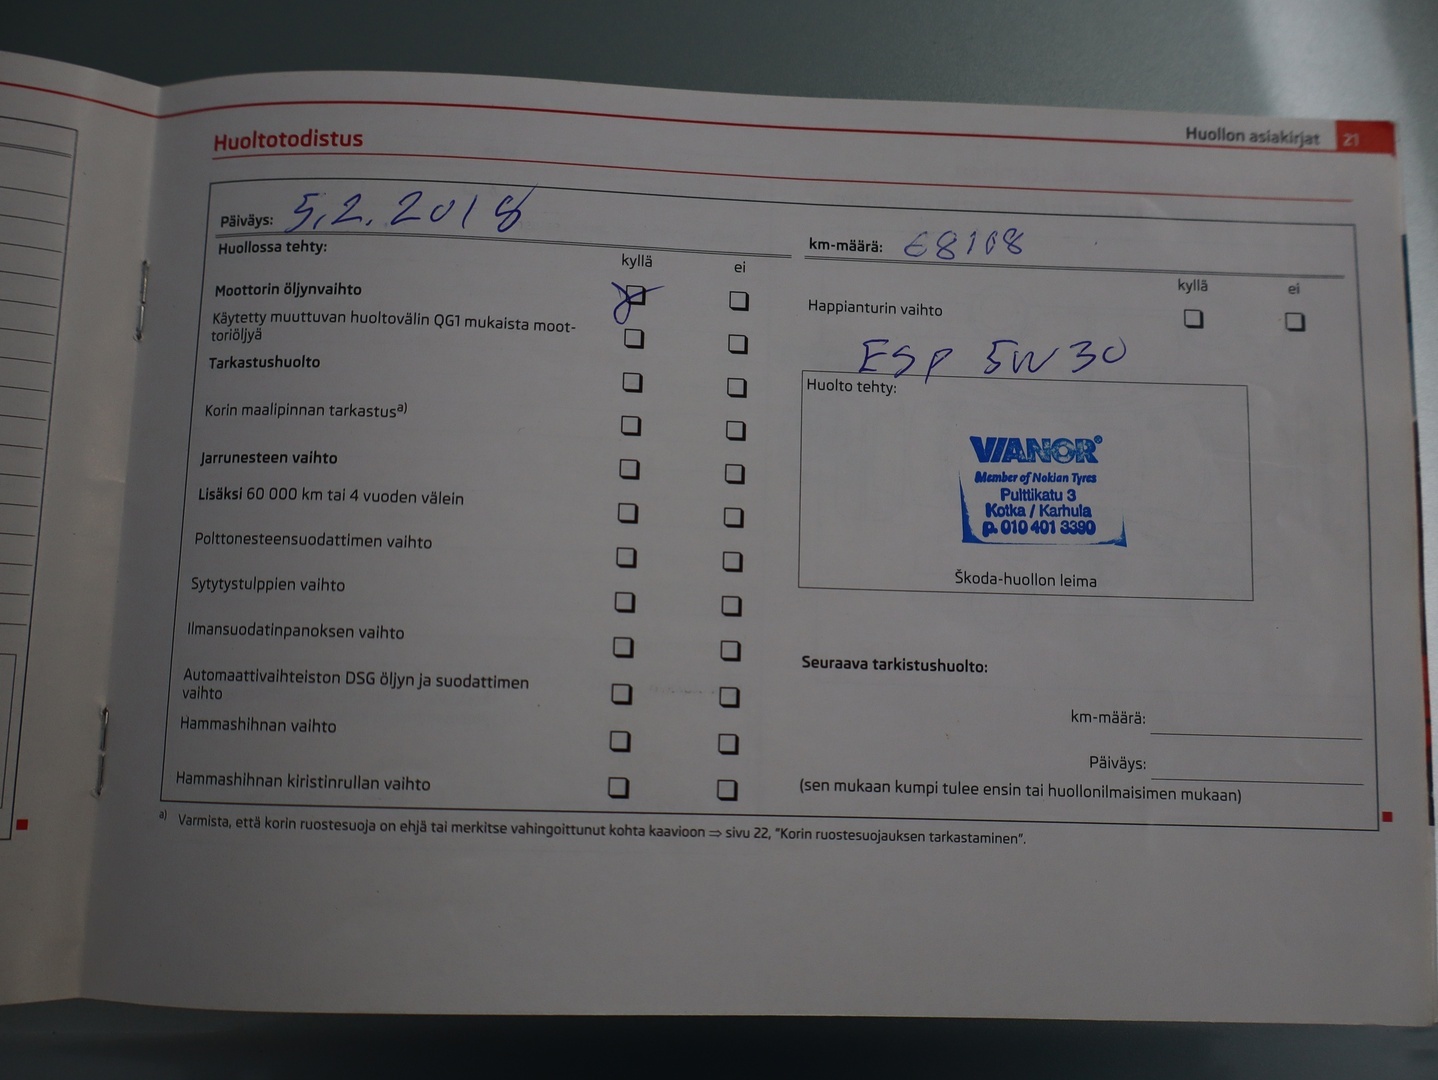 Huollon asiakirjat 21
Huoltotodistus
Päiväys: 5.2.2018
km-määrä: 68108
Huollossa tehty:
kyllä ei
Moottorin öljynvaihto
Käytetty muuttuvan huoltovälin QG1 mukaista moot-
toriöljyä
Tarkastushuolto
Korin maalipinnan tarkastusa)
Jarrunesteen vaihto
Lisäksi 60 000 km tai 4 vuoden välein
Polttonesteensuodattimen vaihto
Sytytystulppien vaihto
Ilmansuodatinpanoksen vaihto
Automaattivaihteiston DSG öljyn ja suodattimen
vaihto
Hammashihnan vaihto
Hammashihnan kiristinrullan vaihto
kyllä ei
Happianturin vaihto
ESP 5W30
Huolto tehty:
VIANOR®
Member of Nokian Tyres
Pulttikatu 3
Kotka / Karhula
p. 010 401 3390
Škoda-huollon leima
Seuraava tarkistushuolto:
km-määrä:
Päiväys:
(sen mukaan kumpi tulee ensin tai huollonilmaisimen mukaan)
a) Varmista, että korin ruostesuoja on ehjä tai merkitse vahingoittunut kohta kaavioon ⇒ sivu 22, "Korin ruostesuojauksen tarkastaminen".